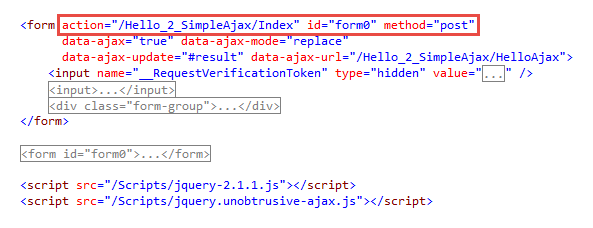 <form action="/Hello_2_SimpleAjax/Index" id="form0" method="post"
data-ajax="true" data-ajax-mode="replace"
data-ajax-update="#result" data-ajax-url="/Hello_2_SimpleAjax/HelloAjax">
<input name="__RequestVerificationToken" type="hidden" value="..." />
<input>...</input>
<div class="form-group">...</div>
</form>
<form id="form0">...</form>
<script src="/Scripts/jquery-2.1.1.js"></script>
<script src="/Scripts/jquery.unobtrusive-ajax.js"></script>